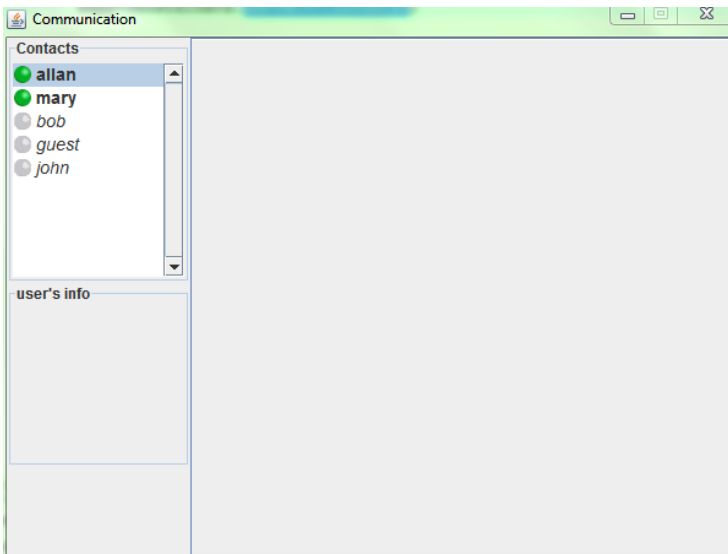 Communication
Contacts
allan
mary
bob
guest
john
user's info